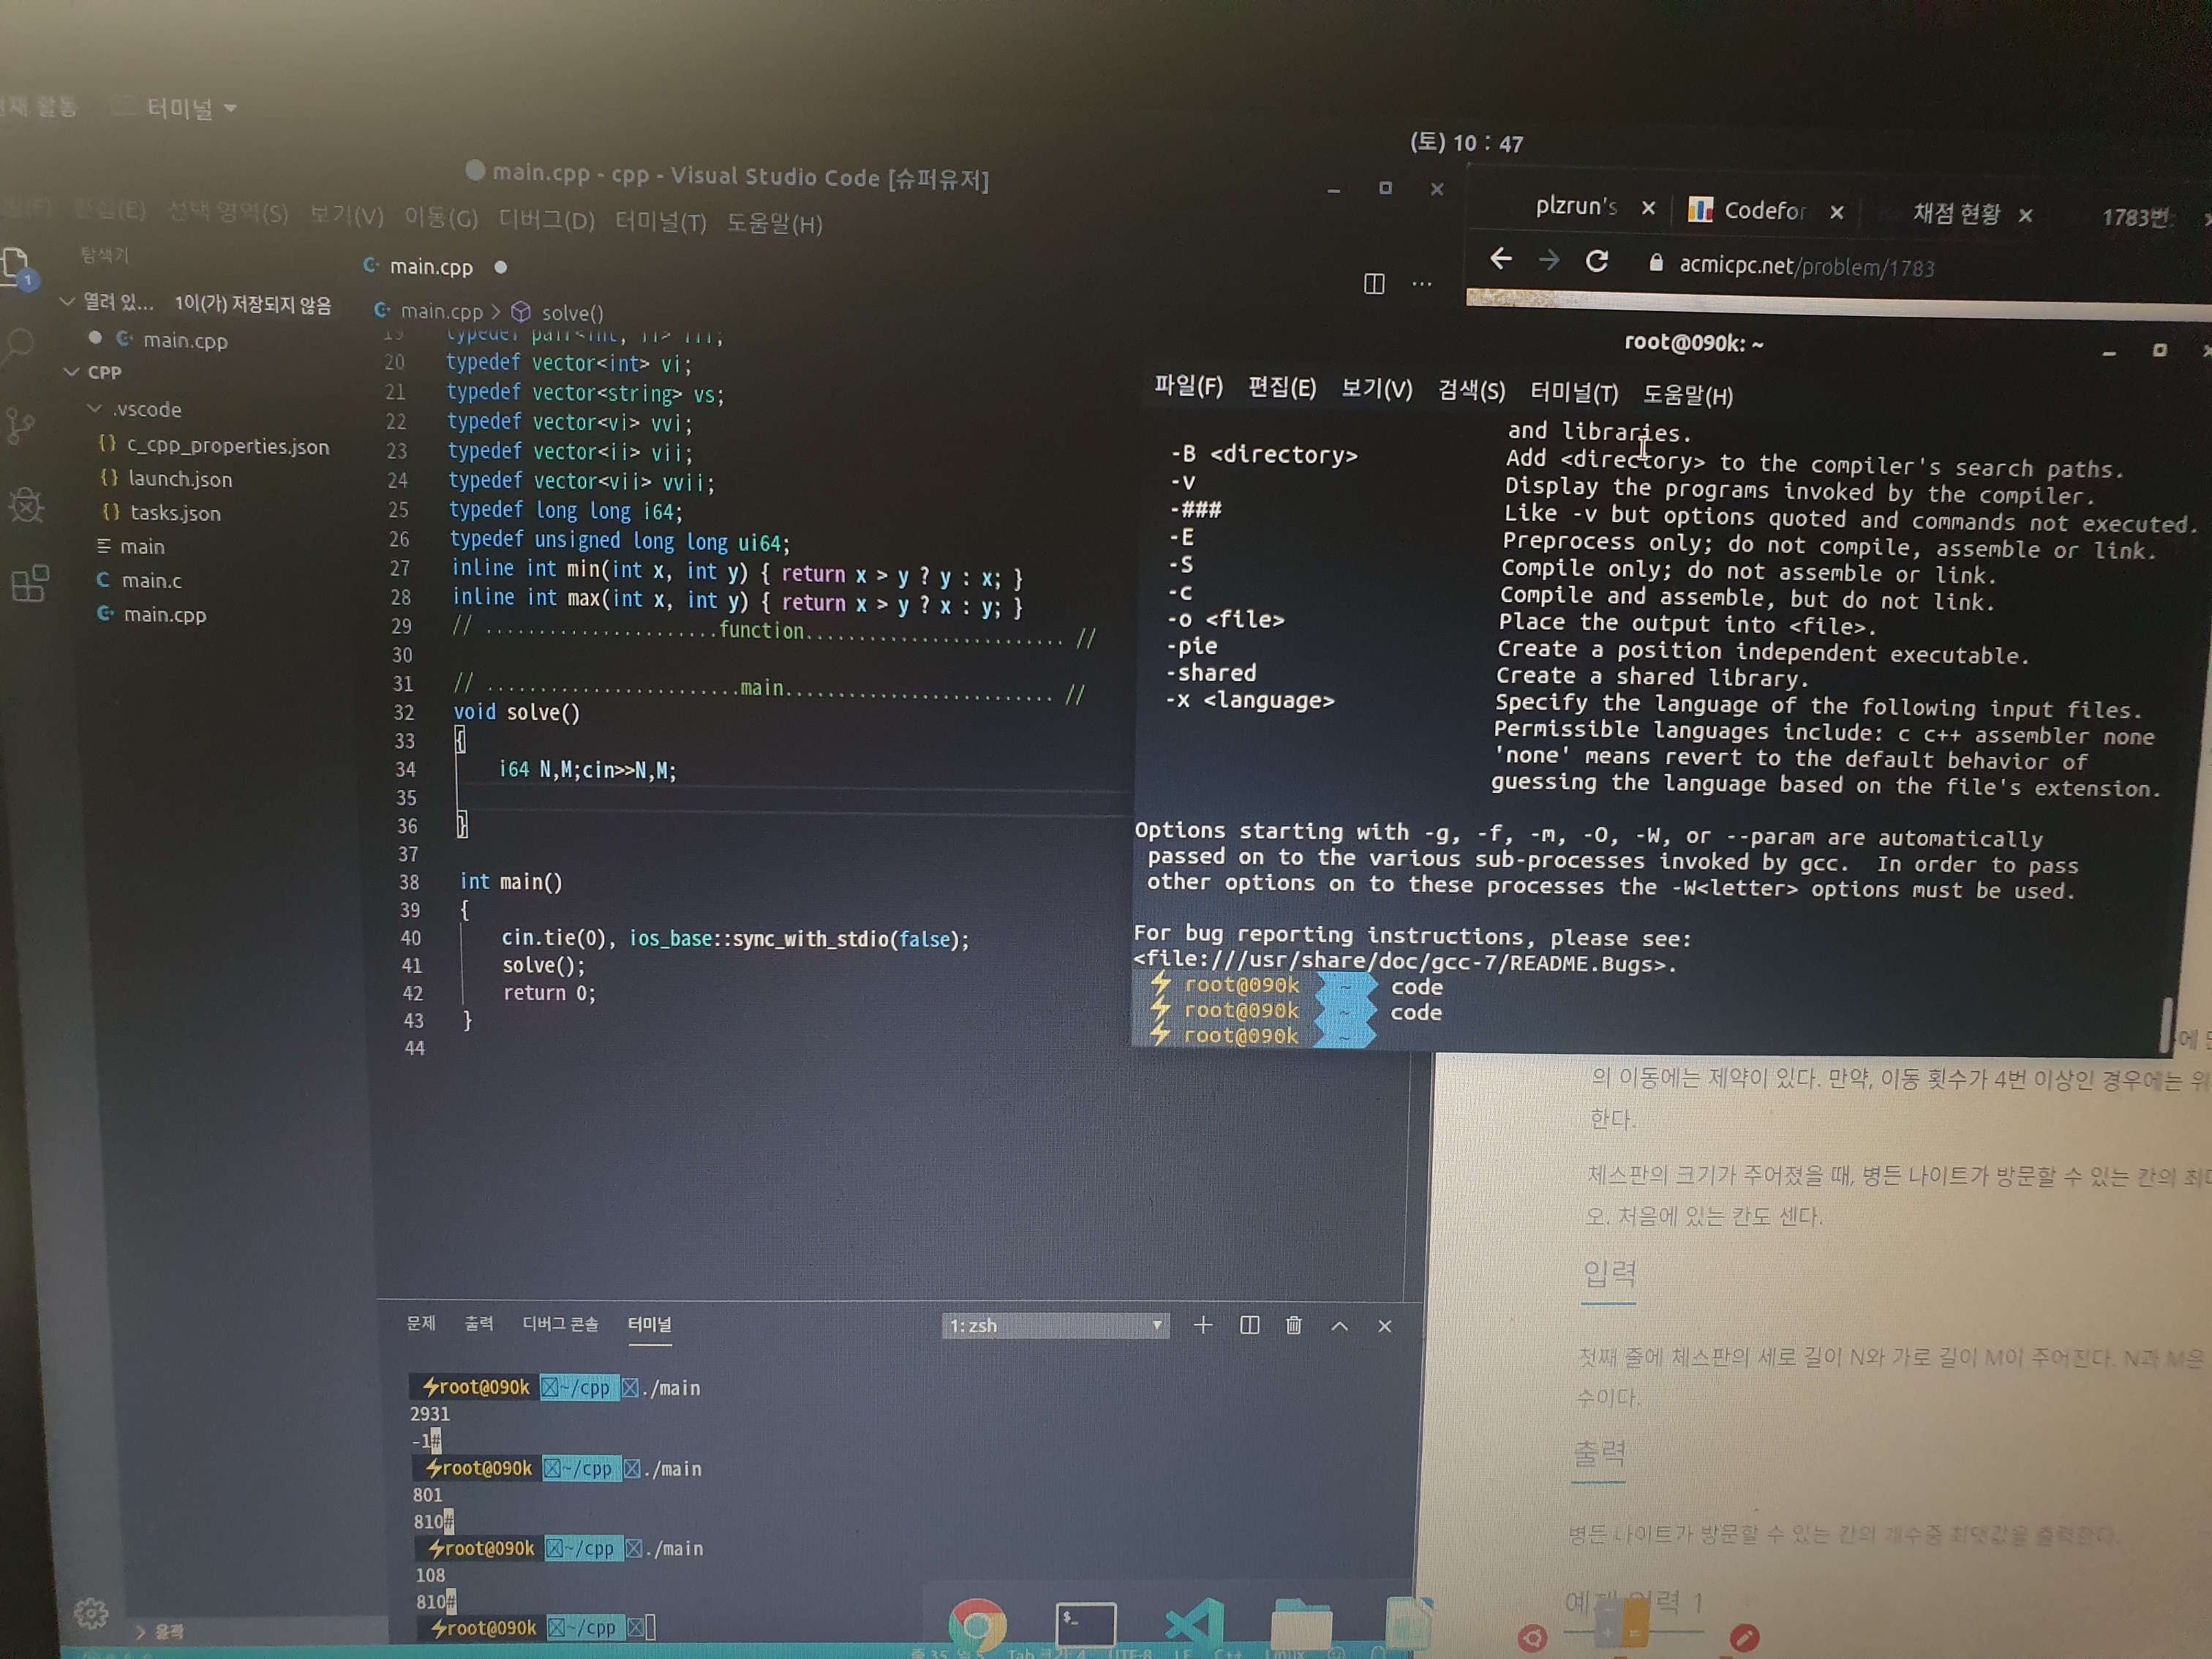 터미널
(토) 10 : 47
main.cpp - cpp - Visual Studio Code [슈퍼유저]
편집(E) 선택 영역(S) 보기(V) 이동(G) 디버그(D) 터미널(T) 도움말(H)
탐색기
열려 있... 1이(가) 저장되지 않음
main.cpp
CPP
.vscode
{} c_cpp_properties.json
{} launch.json
{} tasks.json
main
C main.c
main.cpp
1
main.cpp
main.cpp > solve()
20 typedef vector<int> vi;
21 typedef vector<string> vs;
22 typedef vector<vi> vvi;
23 typedef vector<ii> vii;
24 typedef vector<vii> vvii;
25 typedef long long i64;
26 typedef unsigned long long ui64;
27 inline int min(int x, int y) { return x > y ? y : x; }
28 inline int max(int x, int y) { return x > y ? x : y; }
29 // ......................function......................... //
30
31 // ........................main.......................... //
32 void solve()
33 {
34 i64 N,M;cin>>N,M;
35
36 }
37
38 int main()
39 {
40 cin.tie(0), ios_base::sync_with_stdio(false);
41 solve();
42 return 0;
43 }
44
문제 출력 디버그 콘솔 터미널
1: zsh
root@090k ~/cpp ./main
2931
-1#
root@090k ~/cpp ./main
801
810#
root@090k ~/cpp ./main
108
810#
root@090k ~/cpp
plzrun's Codefor 채점 현황 1783번:
acmicpc.net/problem/1783
root@090k: ~
파일(F) 편집(E) 보기(V) 검색(S) 터미널(T) 도움말(H)
and libraries.
-B <directory> Add <directory> to the compiler's search paths.
-v Display the programs invoked by the compiler.
-### Like -v but options quoted and commands not executed.
-E Preprocess only; do not compile, assemble or link.
-S Compile only; do not assemble or link.
-c Compile and assemble, but do not link.
-o <file> Place the output into <file>.
-pie Create a position independent executable.
-shared Create a shared library.
-x <language> Specify the language of the following input files.
Permissible languages include: c c++ assembler none
'none' means revert to the default behavior of
guessing the language based on the file's extension.
Options starting with -g, -f, -m, -O, -W, or --param are automatically
passed on to the various sub-processes invoked by gcc. In order to pass
other options on to these processes the -W<letter> options must be used.
For bug reporting instructions, please see:
<file:///usr/share/doc/gcc-7/README.Bugs>.
root@090k ~ code
root@090k ~ code
root@090k ~
의 이동에는 제약이 있다. 만약, 이동 횟수가 4번 이상인 경우에는 위
한다.
체스판의 크기가 주어졌을 때, 병든 나이트가 방문할 수 있는 칸의 최대
오. 처음에 있는 칸도 센다.
입력
첫째 줄에 체스판의 세로 길이 N와 가로 길이 M이 주어진다. N과 M은
수이다.
출력
병든 나이트가 방문할 수 있는 칸의 개수중 최댓값을 출력한다.
1